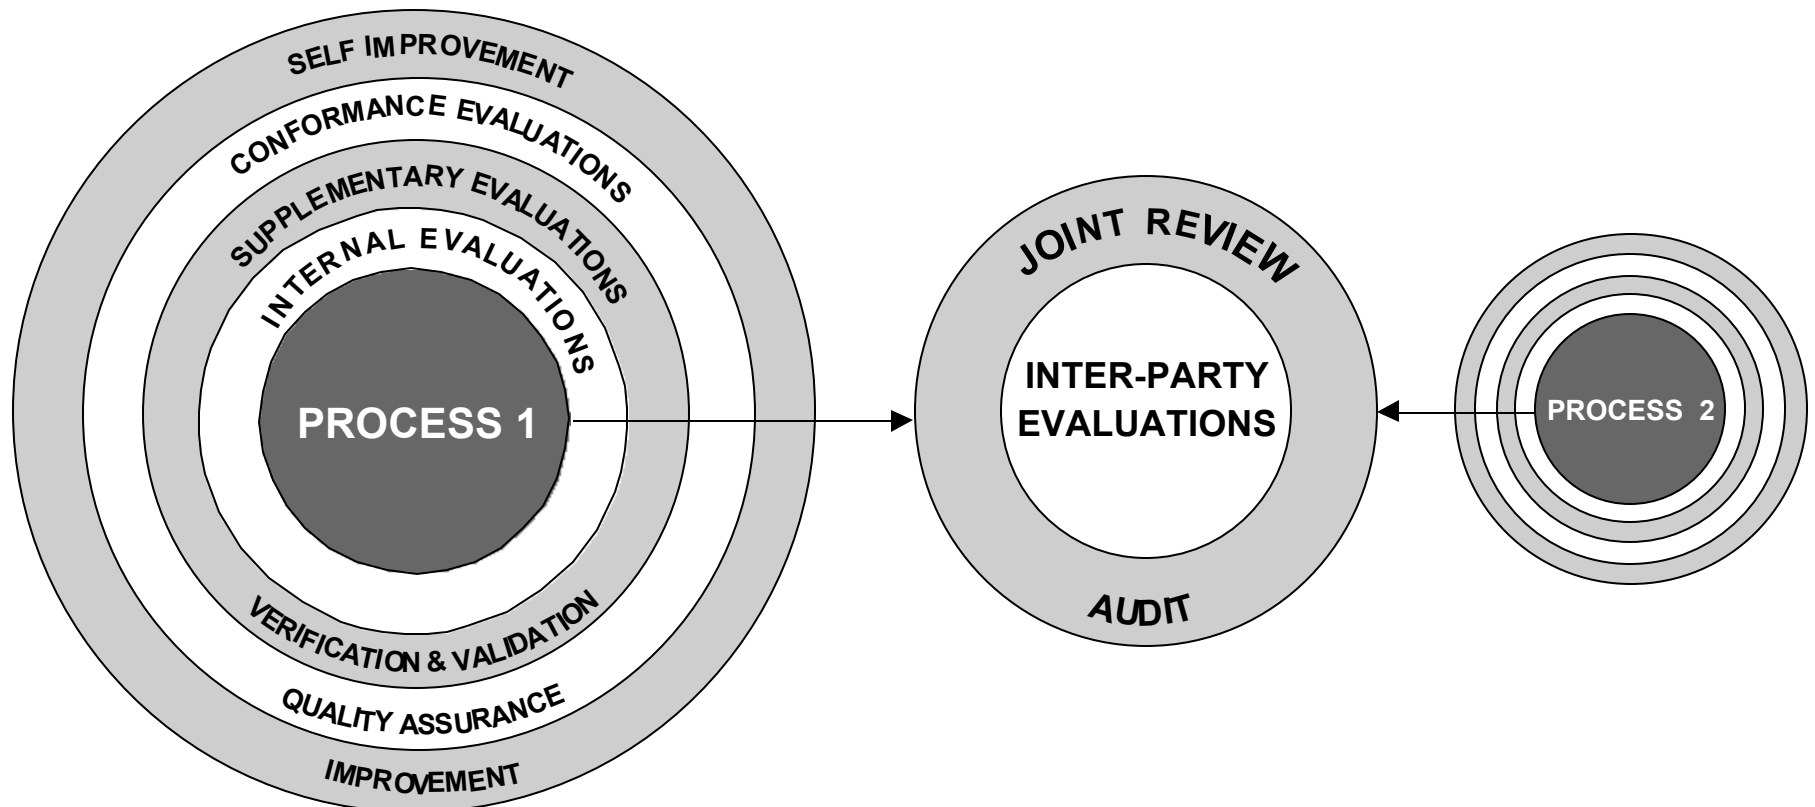 SELF IMPROVEMENT
CONFORMANCE EVALUATIONS
SUPPLEMENTARY EVALUATIONS
INTERNAL EVALUATIONS
PROCESS 1
VERIFICATION & VALIDATION
QUALITY ASSURANCE
IMPROVEMENT
JOINT REVIEW
INTER-PARTY
EVALUATIONS
AUDIT
PROCESS 2